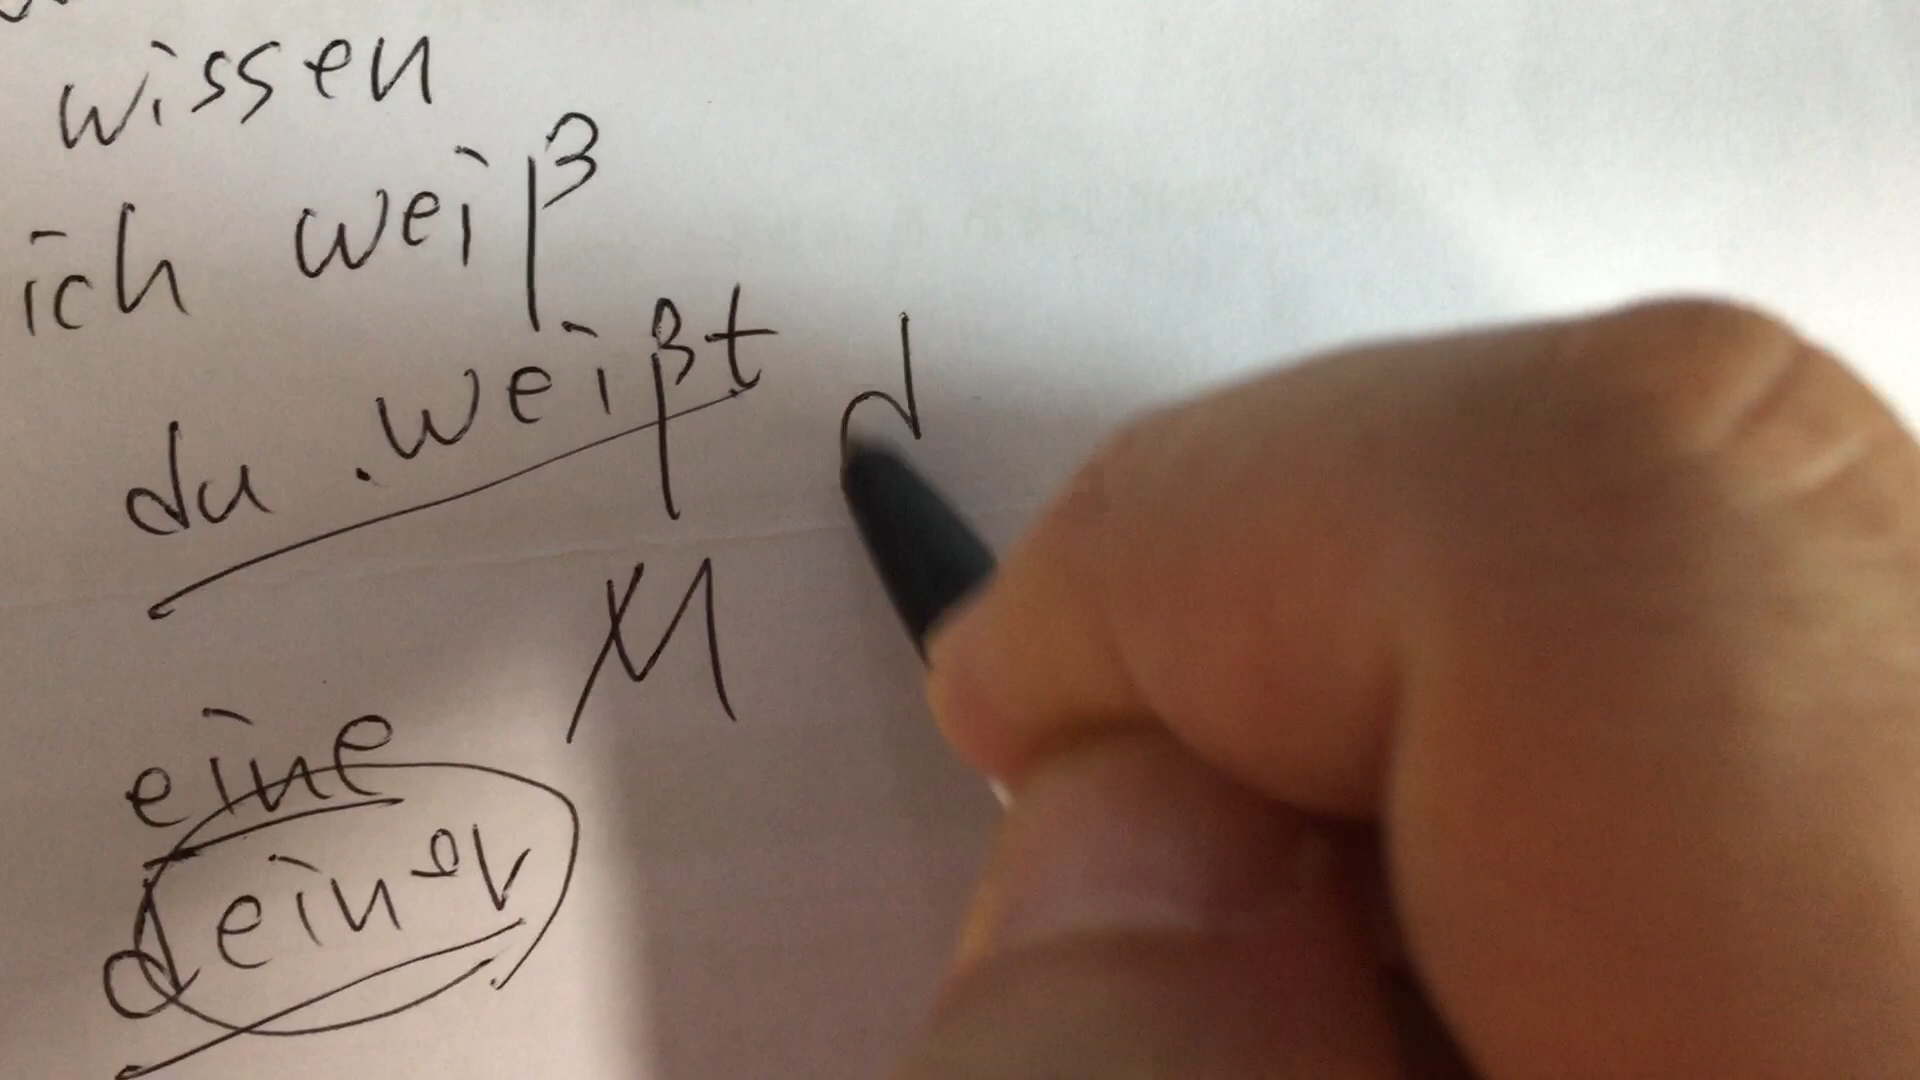 wissen
ich weiß
du weißt d
M
eine
deiner